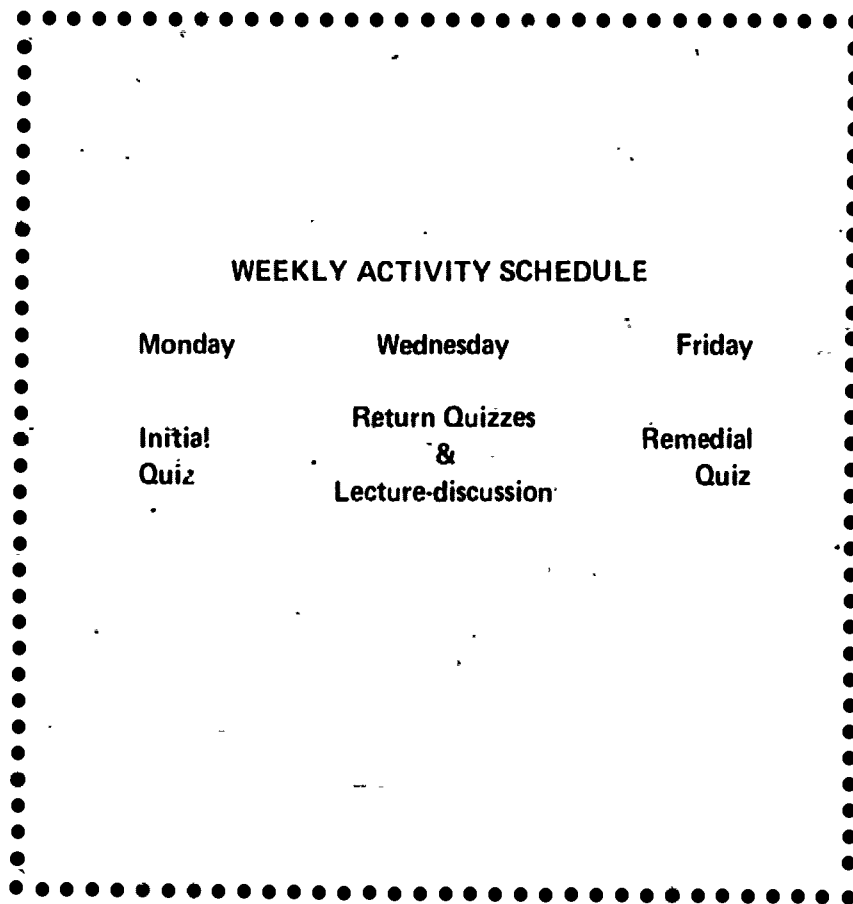 WEEKLY ACTIVITY SCHEDULE
Monday Wednesday Friday
Initial Quiz
Return Quizzes
&
Lecture-discussion
Remedial Quiz